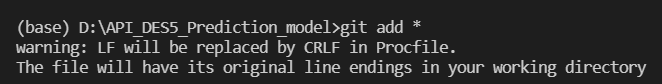 (base) D:\API_DES5_Prediction_model>git add *
warning: LF will be replaced by CRLF in Procfile.
The file will have its original line endings in your working directory